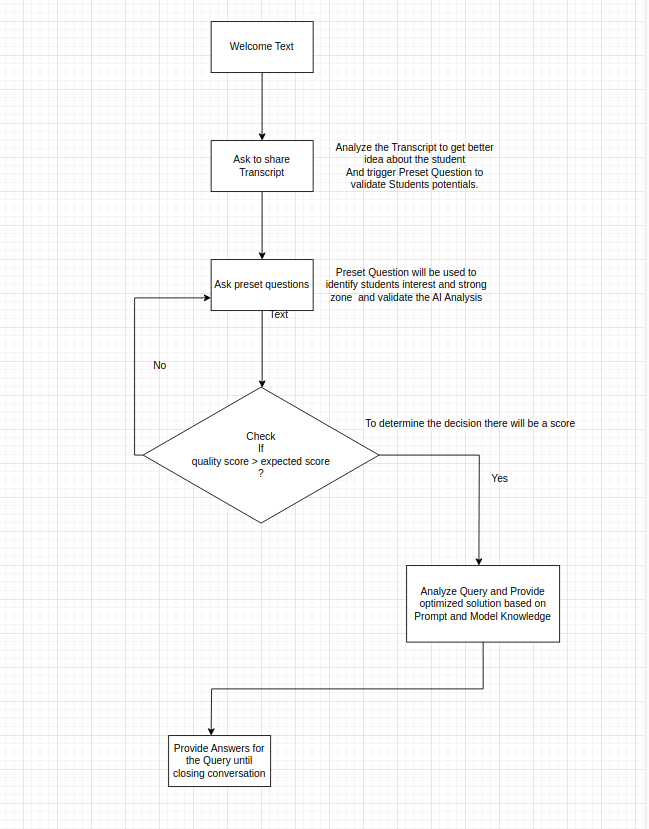 Welcome Text
Ask to share
Transcript
Analyze the Transcript to get better
idea about the student
And trigger Preset Question to
validate Students potentials.
Ask preset questions
Preset Question will be used to
identify students interest and strong
zone and validate the AI Analysis
Text
No
Check
If
quality score > expected score
?
To determine the decision there will be a score
Yes
Analyze Query and Provide
optimized solution based on
Prompt and Model Knowledge
Provide Answers for
the Query until
closing conversation